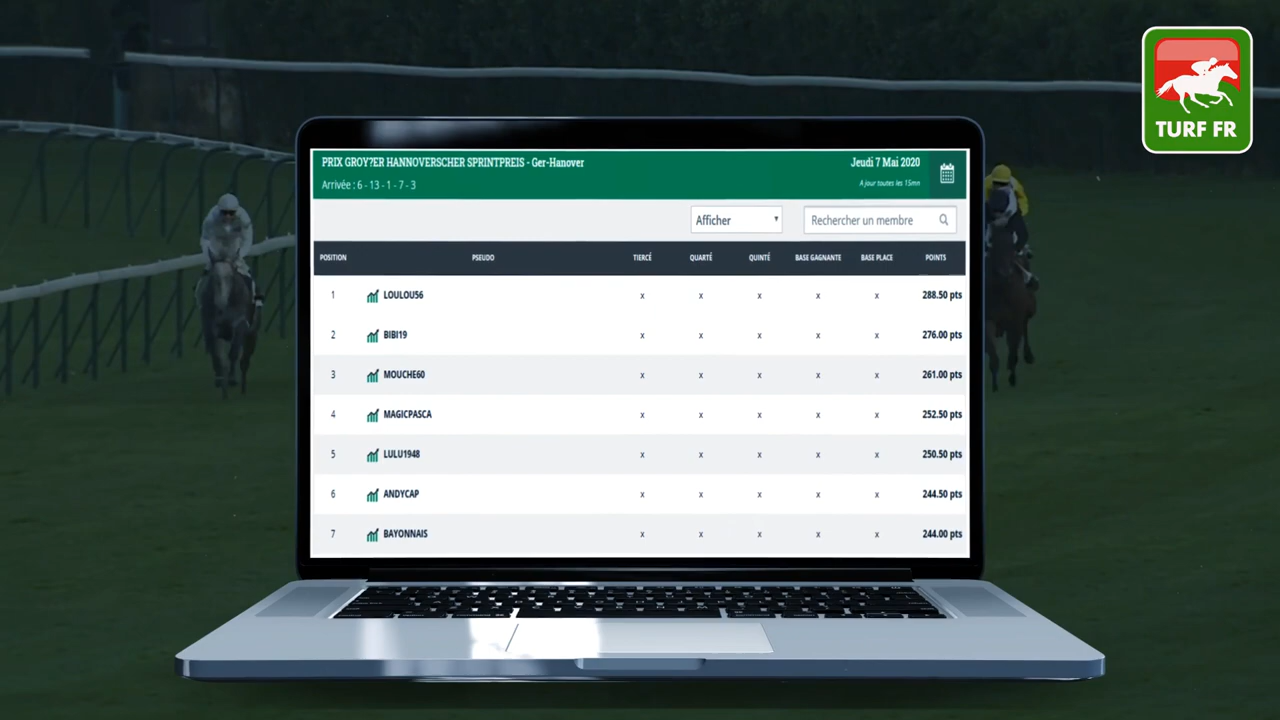 TURF FR
PRIX GROY?ER HANNOVERSCHER SPRINTPREIS - Ger-Hanover
Jeudi 7 Mai 2020
Arrivée : 6 - 13 - 1 - 7 - 3
A jour toutes les 15mn
Afficher
Rechercher un membre
POSITION PSEUDO TIERCÉ QUARTÉ QUINTÉ BASE GAGNANTE BASE PLACE POINTS
1 LOULOU56 x x x x x 288.50 pts
2 BIBI19 x x x x x 276.00 pts
3 MOUCHE60 x x x x x 261.00 pts
4 MAGICPASCA x x x x x 252.50 pts
5 LULU1948 x x x x x 250.50 pts
6 ANDYCAP x x x x x 244.50 pts
7 BAYONNAIS x x x x x 244.00 pts